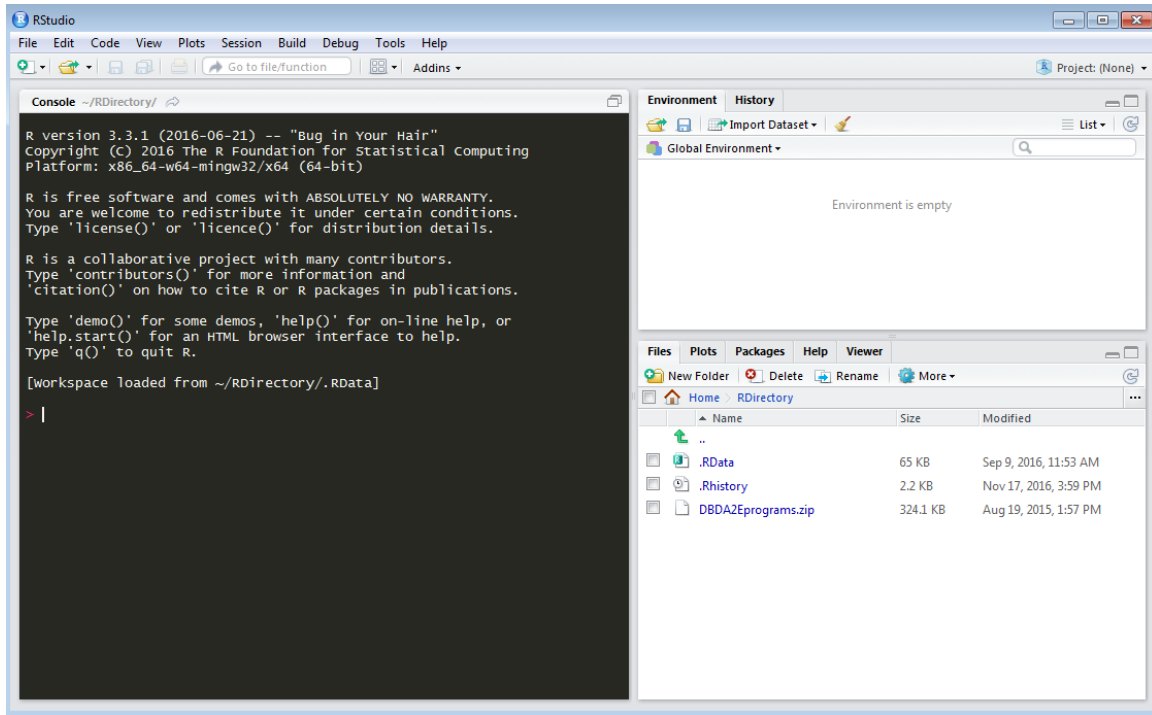 RStudio
File Edit Code View Plots Session Build Debug Tools Help
Go to file/function Addins Project: (None)
Console ~/RDirectory/
R version 3.3.1 (2016-06-21) -- "Bug in Your Hair"
Copyright (C) 2016 The R Foundation for Statistical Computing
Platform: x86_64-w64-mingw32/x64 (64-bit)
R is free software and comes with ABSOLUTELY NO WARRANTY.
You are welcome to redistribute it under certain conditions.
Type 'license()' or 'licence()' for distribution details.
R is a collaborative project with many contributors.
Type 'contributors()' for more information and
'citation()' on how to cite R or R packages in publications.
Type 'demo()' for some demos, 'help()' for on-line help, or
'help.start()' for an HTML browser interface to help.
Type 'q()' to quit R.
[Workspace loaded from ~/RDirectory/.RData]
>
Environment History
Import Dataset List
Global Environment
Environment is empty
Files Plots Packages Help Viewer
New Folder Delete Rename More
Home RDirectory ...
Name Size Modified
..
.RData 65 KB Sep 9, 2016, 11:53 AM
.Rhistory 2.2 KB Nov 17, 2016, 3:59 PM
DBDA2Eprograms.zip 324.1 KB Aug 19, 2015, 1:57 PM